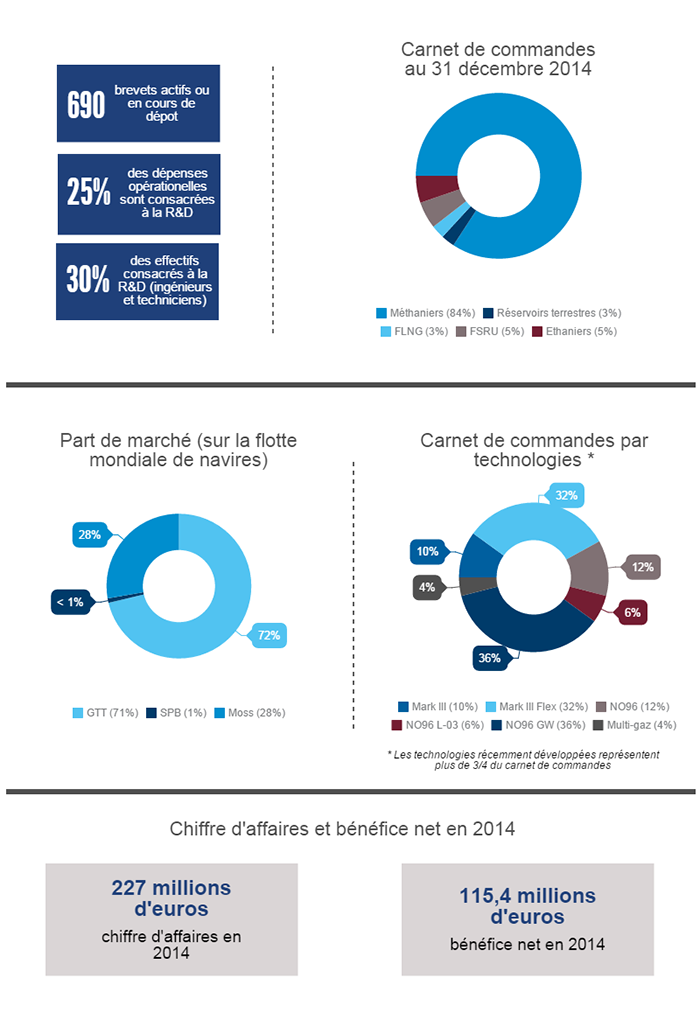 690
brevets actifs ou
en cours de
dépôt
25%
des dépenses
opérationelles
sont consacrées
à la R&D
30%
des effectifs
consacrés à la
R&D (ingénieurs
et techniciens)
Carnet de commandes
au 31 décembre 2014
Méthaniers (84%) Réservoirs terrestres (3%)
FLNG (3%) FSRU (5%) Ethaniers (5%)
Part de marché (sur la flotte
mondiale de navires)
28%
< 1%
72%
GTT (71%) SPB (1%) Moss (28%)
Carnet de commandes par
technologies *
32%
10%
12%
4%
6%
36%
Mark III (10%) Mark III Flex (32%) NO96 (12%)
NO96 L-03 (6%) NO96 GW (36%) Multi-gaz (4%)
* Les technologies récemment développées représentent
plus de 3/4 du carnet de commandes
Chiffre d'affaires et bénéfice net en 2014
227 millions
d'euros
chiffre d'affaires en
2014
115,4 millions
d'euros
bénéfice net en 2014